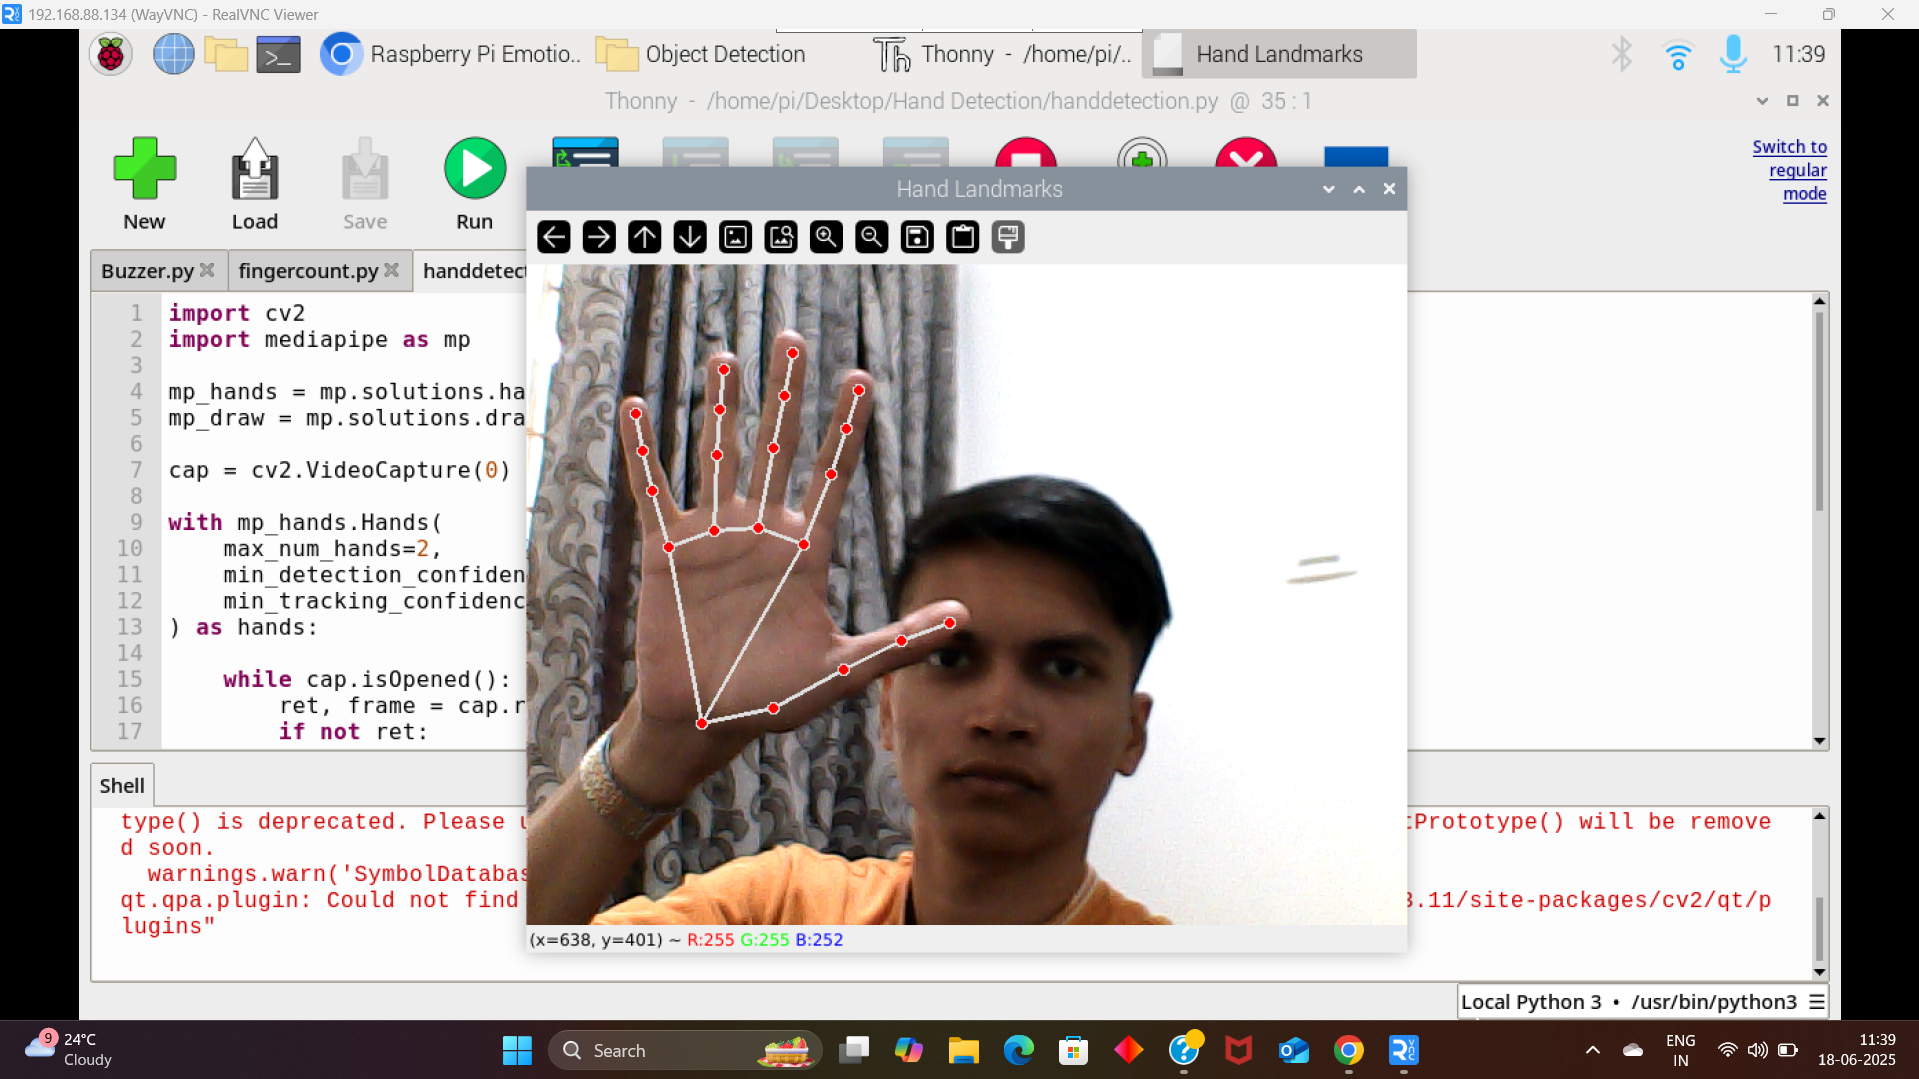 192.168.88.134 (WayVNC) - RealVNC Viewer
Raspberry Pi Emotio..
Object Detection
Thonny - /home/pi/..
Hand Landmarks
11:39
Thonny - /home/pi/Desktop/Hand Detection/handdetection.py @ 35 : 1
New
Load
Save
Run
Switch to
regular
mode
Hand Landmarks
Buzzer.py
fingercount.py
handdetect
1 import cv2
2 import mediapipe as mp
3
4 mp_hands = mp.solutions.ha
5 mp_draw = mp.solutions.dra
6
7 cap = cv2.VideoCapture(0)
8
9 with mp_hands.Hands(
10 max_num_hands=2,
11 min_detection_confiden
12 min_tracking_confidenc
13 ) as hands:
14
15 while cap.isOpened():
16 ret, frame = cap.r
17 if not ret:
(x=638, y=401) ~ R:255 G:255 B:252
Shell
type() is deprecated. Please u tPrototype() will be remove
d soon.
warnings.warn('SymbolDatabas
qt.qpa.plugin: Could not find 3.11/site-packages/cv2/qt/p
lugins"
Local Python 3 • /usr/bin/python3
9
24°C
Cloudy
Search
ENG
IN
11:39
18-06-2025